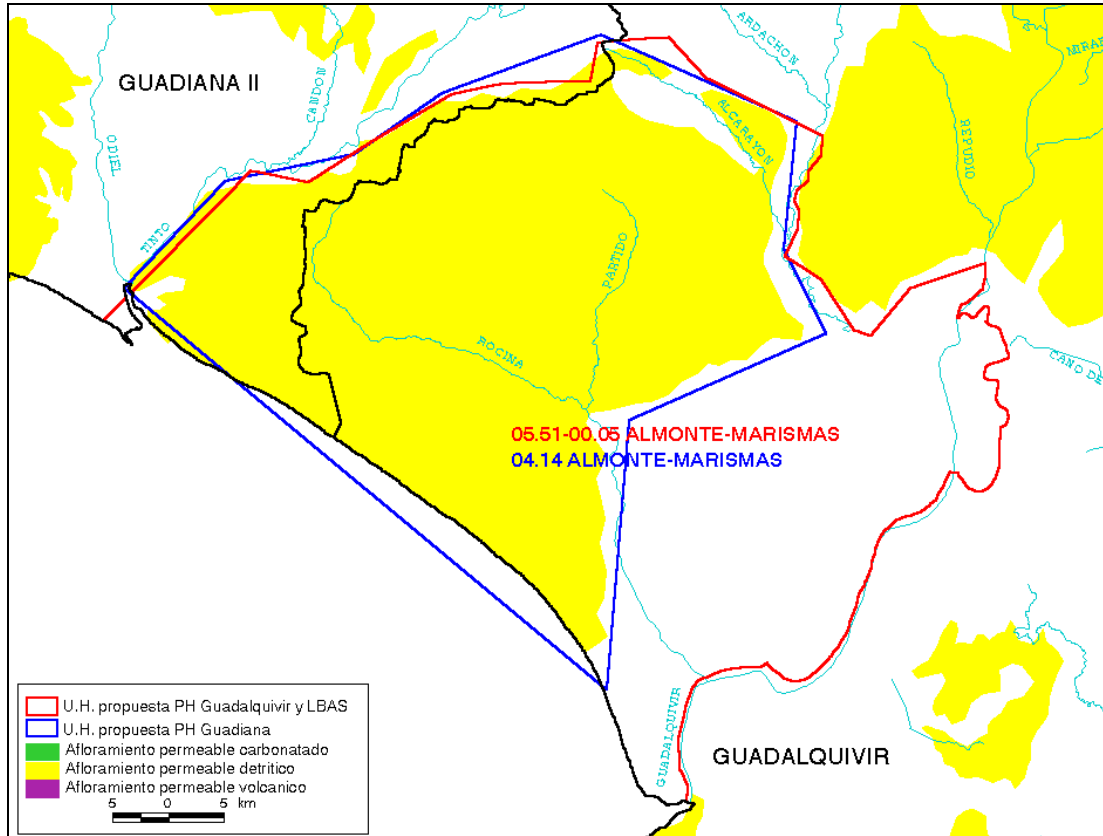 GUADIANA II
ODIEL
CANDON
TINTO
ARDACHON
ALCARAYON
REPUDIO
PARTIDO
ROCINA
05.51-00.05 ALMONTE-MARISMAS
04.14 ALMONTE-MARISMAS
CANO DE
GUADALQUIVIR
GUADALQUIVIR
U.H. propuesta PH Guadalquivir y LBAS
U.H. propuesta PH Guadiana
Afloramiento permeable carbonatado
Afloramiento permeable detritico
Afloramiento permeable volcanico
5 0 5 km